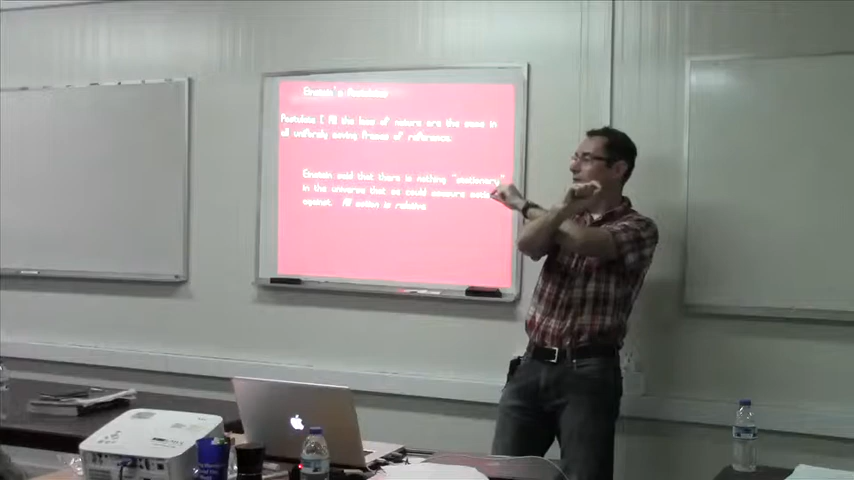 Einstein's Postulates
Postulate I All the laws of nature are the same in
all uniformly moving frames of reference.
Einstein said that there is nothing "stationary"
in the universe that we could measure motion
against. All motion is relative